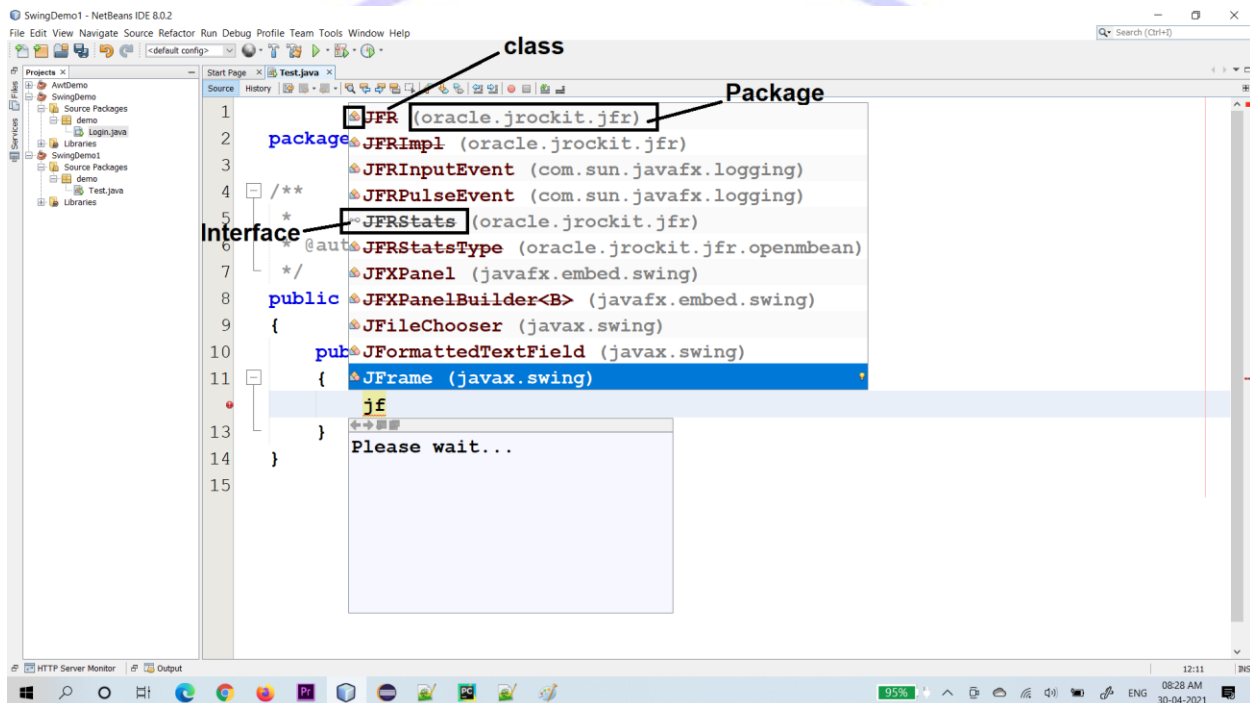 SwingDemo1 - NetBeans IDE 8.0.2
File Edit View Navigate Source Refactor Run Debug Profile Team Tools Window Help
Search (Ctrl+I)
<default config>
class
Projects
Start Page
Test.java
Files
Services
AwtDemo
SwingDemo
Source Packages
demo
Login.java
Libraries
SwingDemo1
Source Packages
demo
Test.java
Libraries
Source History
Package
1 JFR (oracle.jrockit.jfr)
2 package JFRImpl (oracle.jrockit.jfr)
3 JFRInputEvent (com.sun.javafx.logging)
4 /** JFRPulseEvent (com.sun.javafx.logging)
5 * JFRStats (oracle.jrockit.jfr)
Interface
6 * @aut JFRStatsType (oracle.jrockit.jfr.openmbean)
7 */ JFXPanel (javafx.embed.swing)
8 public JFXPanelBuilder<B> (javafx.embed.swing)
9 { JFileChooser (javax.swing)
10 pub JFormattedTextField (javax.swing)
11 { JFrame (javax.swing)
jf
13 }
Please wait...
14 }
15
HTTP Server Monitor
Output
12:11
INS
Pr
PC
95%
ENG
08:28 AM
30-04-2021